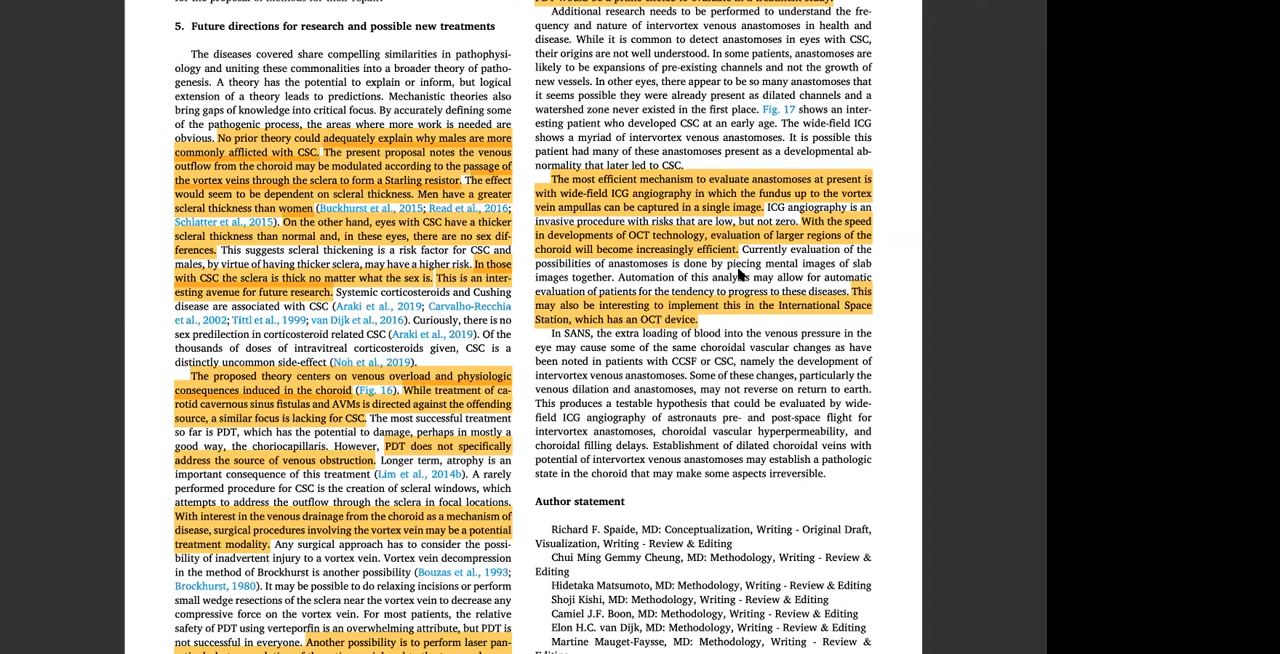 5. Future directions for research and possible new treatments
The diseases covered share compelling similarities in pathophysi-
ology and uniting these commonalities into a broader theory of patho-
genesis. A theory has the potential to explain or inform, but logical
extension of a theory leads to predictions. Mechanistic theories also
bring gaps of knowledge into critical focus. By accurately defining some
of the pathogenic process, the areas where more work is needed are
obvious. No prior theory could adequately explain why males are more
commonly afflicted with CSC. The present proposal notes the venous
outflow from the choroid may be modulated according to the passage of
the vortex veins through the sclera to form a Starling resistor. The effect
would seem to be dependent on scleral thickness. Men have a greater
scleral thickness than women (Buckhurst et al., 2015; Read et al., 2016;
Schlatter et al., 2015). On the other hand, eyes with CSC have a thicker
scleral thickness than normal and, in these eyes, there are no sex dif-
ferences. This suggests scleral thickening is a risk factor for CSC and
males, by virtue of having thicker sclera, may have a higher risk. In those
with CSC the sclera is thick no matter what the sex is. This is an inter-
esting avenue for future research. Systemic corticosteroids and Cushing
disease are associated with CSC (Araki et al., 2019; Carvalho-Recchia
et al., 2002; Tittl et al., 1999; van Dijk et al., 2016). Curiously, there is no
sex predilection in corticosteroid related CSC (Araki et al., 2019). Of the
thousands of doses of intravitreal corticosteroids given, CSC is a
distinctly uncommon side-effect (Noh et al., 2019).
The proposed theory centers on venous overload and physiologic
consequences induced in the choroid (Fig. 16). While treatment of ca-
rotid cavernous sinus fistulas and AVMs is directed against the offending
source, a similar focus is lacking for CSC. The most successful treatment
so far is PDT, which has the potential to damage, perhaps in mostly a
good way, the choriocapillaris. However, PDT does not specifically
address the source of venous obstruction. Longer term, atrophy is an
important consequence of this treatment (Lim et al., 2014b). A rarely
performed procedure for CSC is the creation of scleral windows, which
attempts to address the outflow through the sclera in focal locations.
With interest in the venous drainage from the choroid as a mechanism of
disease, surgical procedures involving the vortex vein may be a potential
treatment modality. Any surgical approach has to consider the possi-
bility of inadvertent injury to a vortex vein. Vortex vein decompression
in the method of Brockhurst is another possibility (Bouzas et al., 1993;
Brockhurst, 1980). It may be possible to do relaxing incisions or perform
small wedge resections of the sclera near the vortex vein to decrease any
compressive force on the vortex vein. For most patients, the relative
safety of PDT using verteporfin is an overwhelming attribute, but PDT is
not successful in everyone. Another possibility is to perform laser pan-
Additional research needs to be performed to understand the fre-
quency and nature of intervortex venous anastomoses in health and
disease. While it is common to detect anastomoses in eyes with CSC,
their origins are not well understood. In some patients, anastomoses are
likely to be expansions of pre-existing channels and not the growth of
new vessels. In other eyes, there appear to be so many anastomoses that
it seems possible they were already present as dilated channels and a
watershed zone never existed in the first place. Fig. 17 shows an inter-
esting patient who developed CSC at an early age. The wide-field ICG
shows a myriad of intervortex venous anastomoses. It is possible this
patient had many of these anastomoses present as a developmental ab-
normality that later led to CSC.
The most efficient mechanism to evaluate anastomoses at present is
with wide-field ICG angiography in which the fundus up to the vortex
vein ampullas can be captured in a single image. ICG angiography is an
invasive procedure with risks that are low, but not zero. With the speed
in developments of OCT technology, evaluation of larger regions of the
choroid will become increasingly efficient. Currently evaluation of the
possibilities of anastomoses is done by piecing mental images of slab
images together. Automation of this analysis may allow for automatic
evaluation of patients for the tendency to progress to these diseases. This
may also be interesting to implement this in the International Space
Station, which has an OCT device.
In SANS, the extra loading of blood into the venous pressure in the
eye may cause some of the same choroidal vascular changes as have
been noted in patients with CCSF or CSC, namely the development of
intervortex venous anastomoses. Some of these changes, particularly the
venous dilation and anastomoses, may not reverse on return to earth.
This produces a testable hypothesis that could be evaluated by wide-
field ICG angiography of astronauts pre- and post-space flight for
intervortex anastomoses, choroidal vascular hyperpermeability, and
choroidal filling delays. Establishment of dilated choroidal veins with
potential of intervortex venous anastomoses may establish a pathologic
state in the choroid that may make some aspects irreversible.
Author statement
Richard F. Spaide, MD: Conceptualization, Writing - Original Draft,
Visualization, Writing - Review & Editing
Chui Ming Gemmy Cheung, MD: Methodology, Writing - Review &
Editing
Hidetaka Matsumoto, MD: Methodology, Writing - Review & Editing
Shoji Kishi, MD: Methodology, Writing - Review & Editing
Camiel J.F. Boon, MD: Methodology, Writing - Review & Editing
Elon H.C. van Dijk, MD: Methodology, Writing - Review & Editing
Martine Mauget-Faysse, MD: Methodology, Writing - Review &